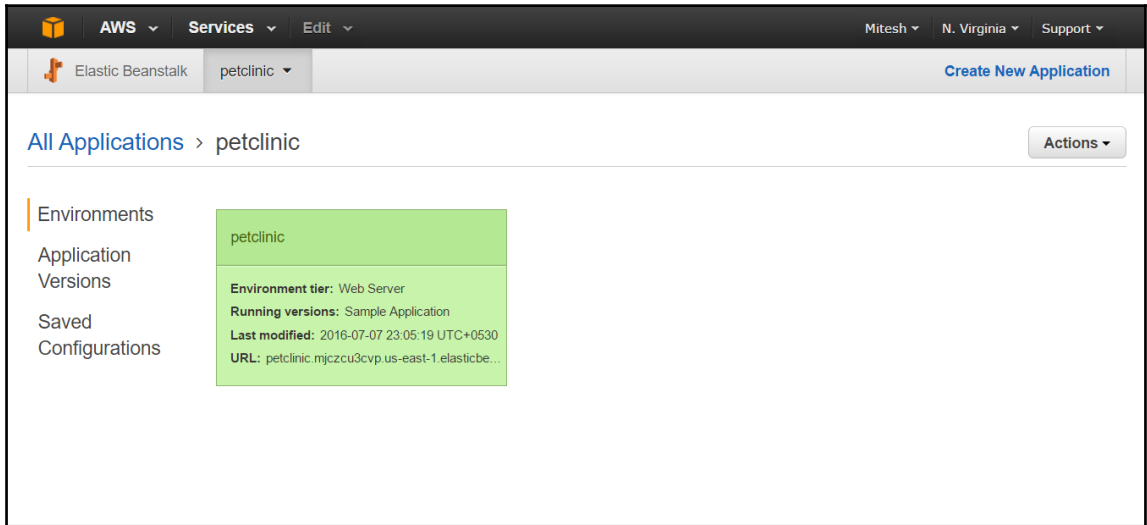 AWS Services Edit Mitesh N. Virginia Support
Elastic Beanstalk petclinic Create New Application
All Applications > petclinic Actions
Environments
Application
Versions
Saved
Configurations
petclinic
Environment tier: Web Server
Running versions: Sample Application
Last modified: 2016-07-07 23:05:19 UTC+0530
URL: petclinic.mjczcu3cvp.us-east-1.elasticbe...